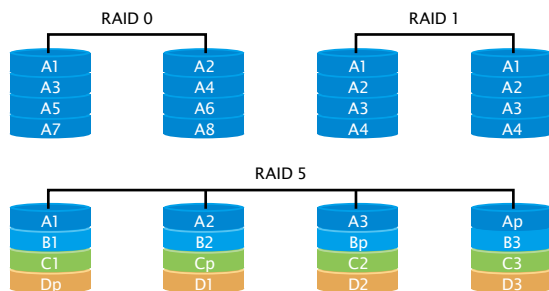 RAID 0 RAID 1
A1 A2 A1 A1
A3 A4 A2 A2
A5 A6 A3 A3
A7 A8 A4 A4
RAID 5
A1 A2 A3 Ap
B1 B2 Bp B3
C1 Cp C2 C3
Dp D1 D2 D3